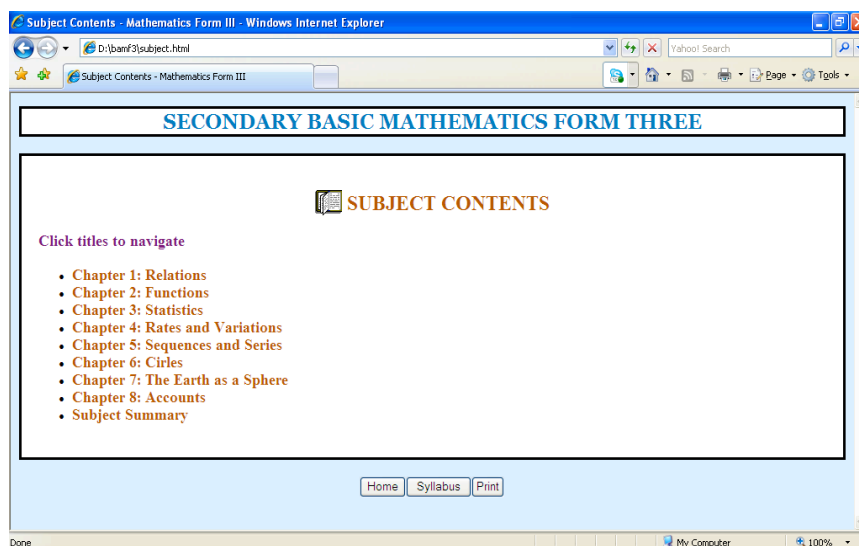 Subject Contents - Mathematics Form III - Windows Internet Explorer
D:\bamf3\subject.html
Yahoo! Search
Subject Contents - Mathematics Form III
Page Tools
SECONDARY BASIC MATHEMATICS FORM THREE
SUBJECT CONTENTS
Click titles to navigate
• Chapter 1: Relations
• Chapter 2: Functions
• Chapter 3: Statistics
• Chapter 4: Rates and Variations
• Chapter 5: Sequences and Series
• Chapter 6: Cirles
• Chapter 7: The Earth as a Sphere
• Chapter 8: Accounts
• Subject Summary
Home Syllabus Print
Done My Computer 100%